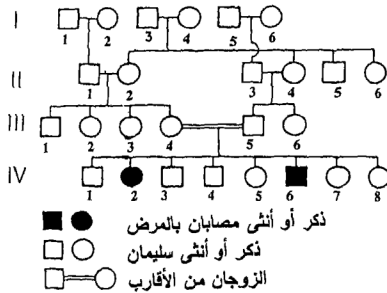 I
1 2 3 4 5 6
II
1 2 3 4 5 6
III
1 2 3 4 5 6
IV
1 2 3 4 5 6 7 8
ذكر أو أنثى مصابان بالمرض
ذكر أو أنثى سليمان
الزوجان من الأقارب